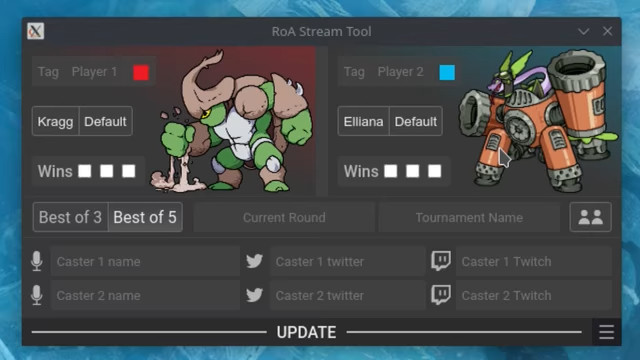 RoA Stream Tool
Tag Player 1
Tag Player 2
Kragg Default
Elliana Default
Wins
Wins
Best of 3 Best of 5 Current Round Tournament Name
Caster 1 name Caster 1 twitter Caster 1 Twitch
Caster 2 name Caster 2 twitter Caster 2 Twitch
UPDATE